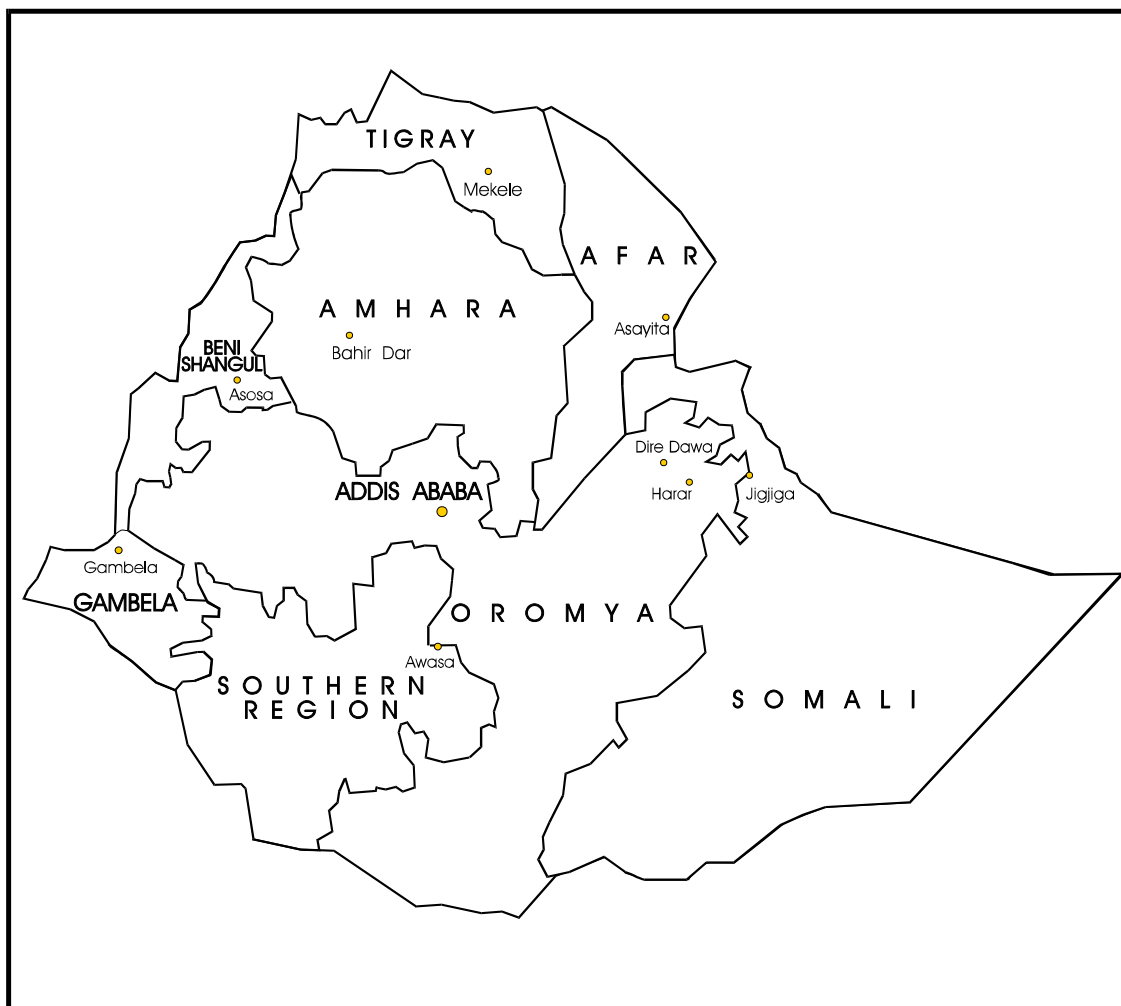 TIGRAY
Mekele
AFAR
AMHARA
Asayita
Bahir Dar
BENI
SHANGUL
Asosa
Dire Dawa
ADDIS ABABA
Harar
Jigjiga
Gambela
GAMBELA
OROMYA
Awasa
SOUTHERN
REGION
SOMALI